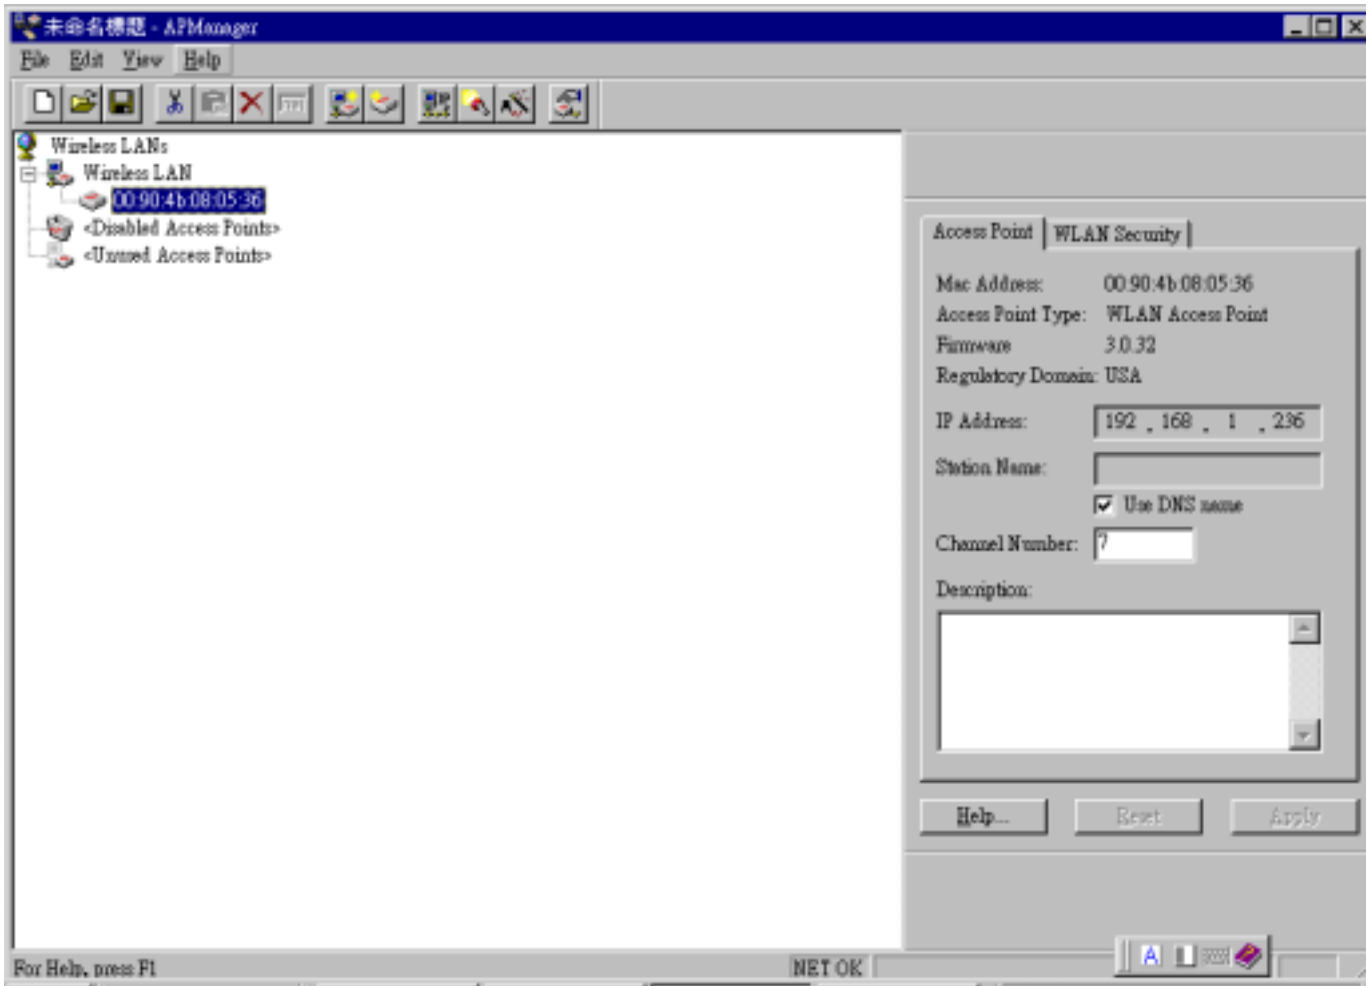 未命名標題 - APManager
File Edit View Help
Wireless LANs
Wireless LAN
00:90:4b:08:05:36
<Disabled Access Points>
<Unused Access Points>
Access Point
WLAN Security
Mac Address: 00:90:4b:08:05:36
Access Point Type: WLAN Access Point
Firmware 3.0.32
Regulatory Domain: USA
IP Address: 192 . 168 . 1 . 236
Station Name:
Use DNS name
Channel Number: 7
Description:
Help... Reset Apply
A
For Help, press F1
NET OK